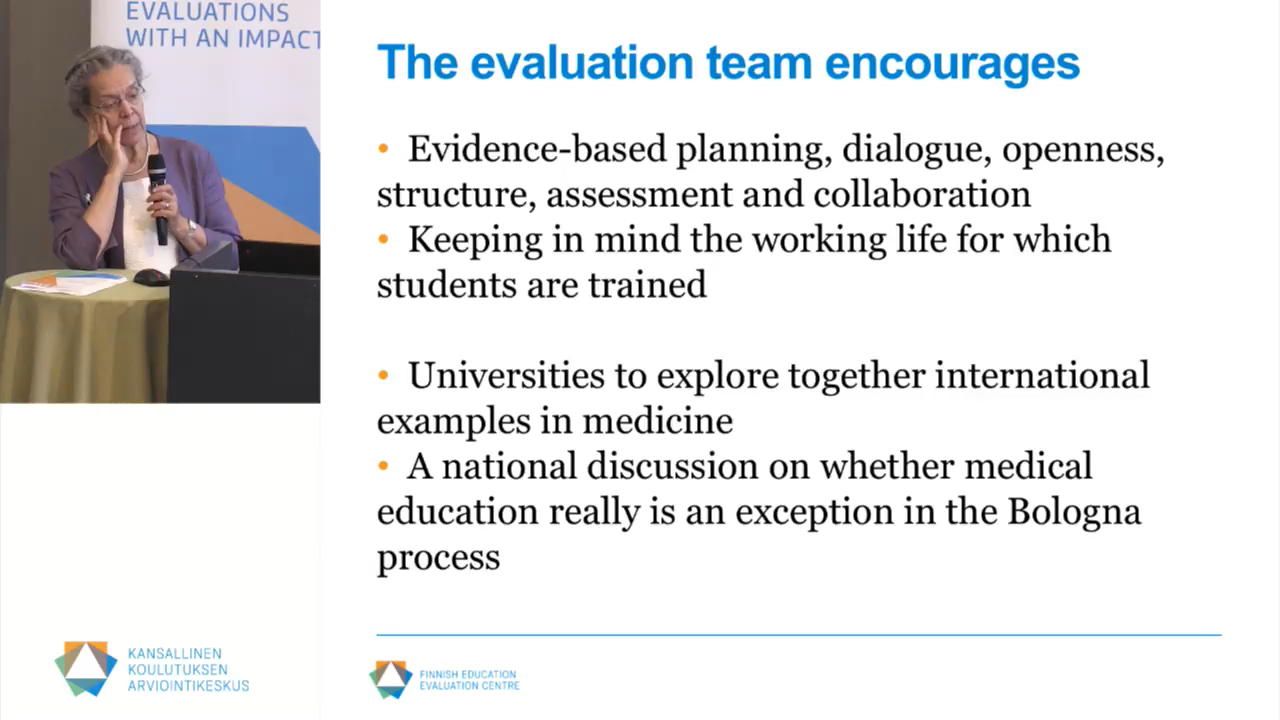 EVALUATIONS
WITH AN IMPACT
The evaluation team encourages
• Evidence-based planning, dialogue, openness,
structure, assessment and collaboration
• Keeping in mind the working life for which
students are trained
• Universities to explore together international
examples in medicine
• A national discussion on whether medical
education really is an exception in the Bologna
process
KANSALLINEN
KOULUTUKSEN
ARVIOINTIKESKUS
FINNISH EDUCATION
EVALUATION CENTRE